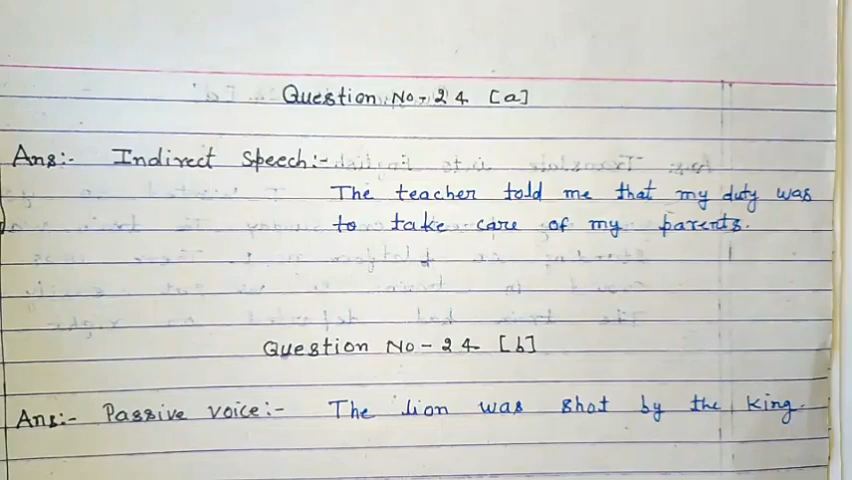 Question No-24 [a]
Ans:- Indirect Speech:-
The teacher told me that my duty was
to take care of my parents.
Question No-24 [b]
Ans:- Passive voice:- The lion was shot by the king.